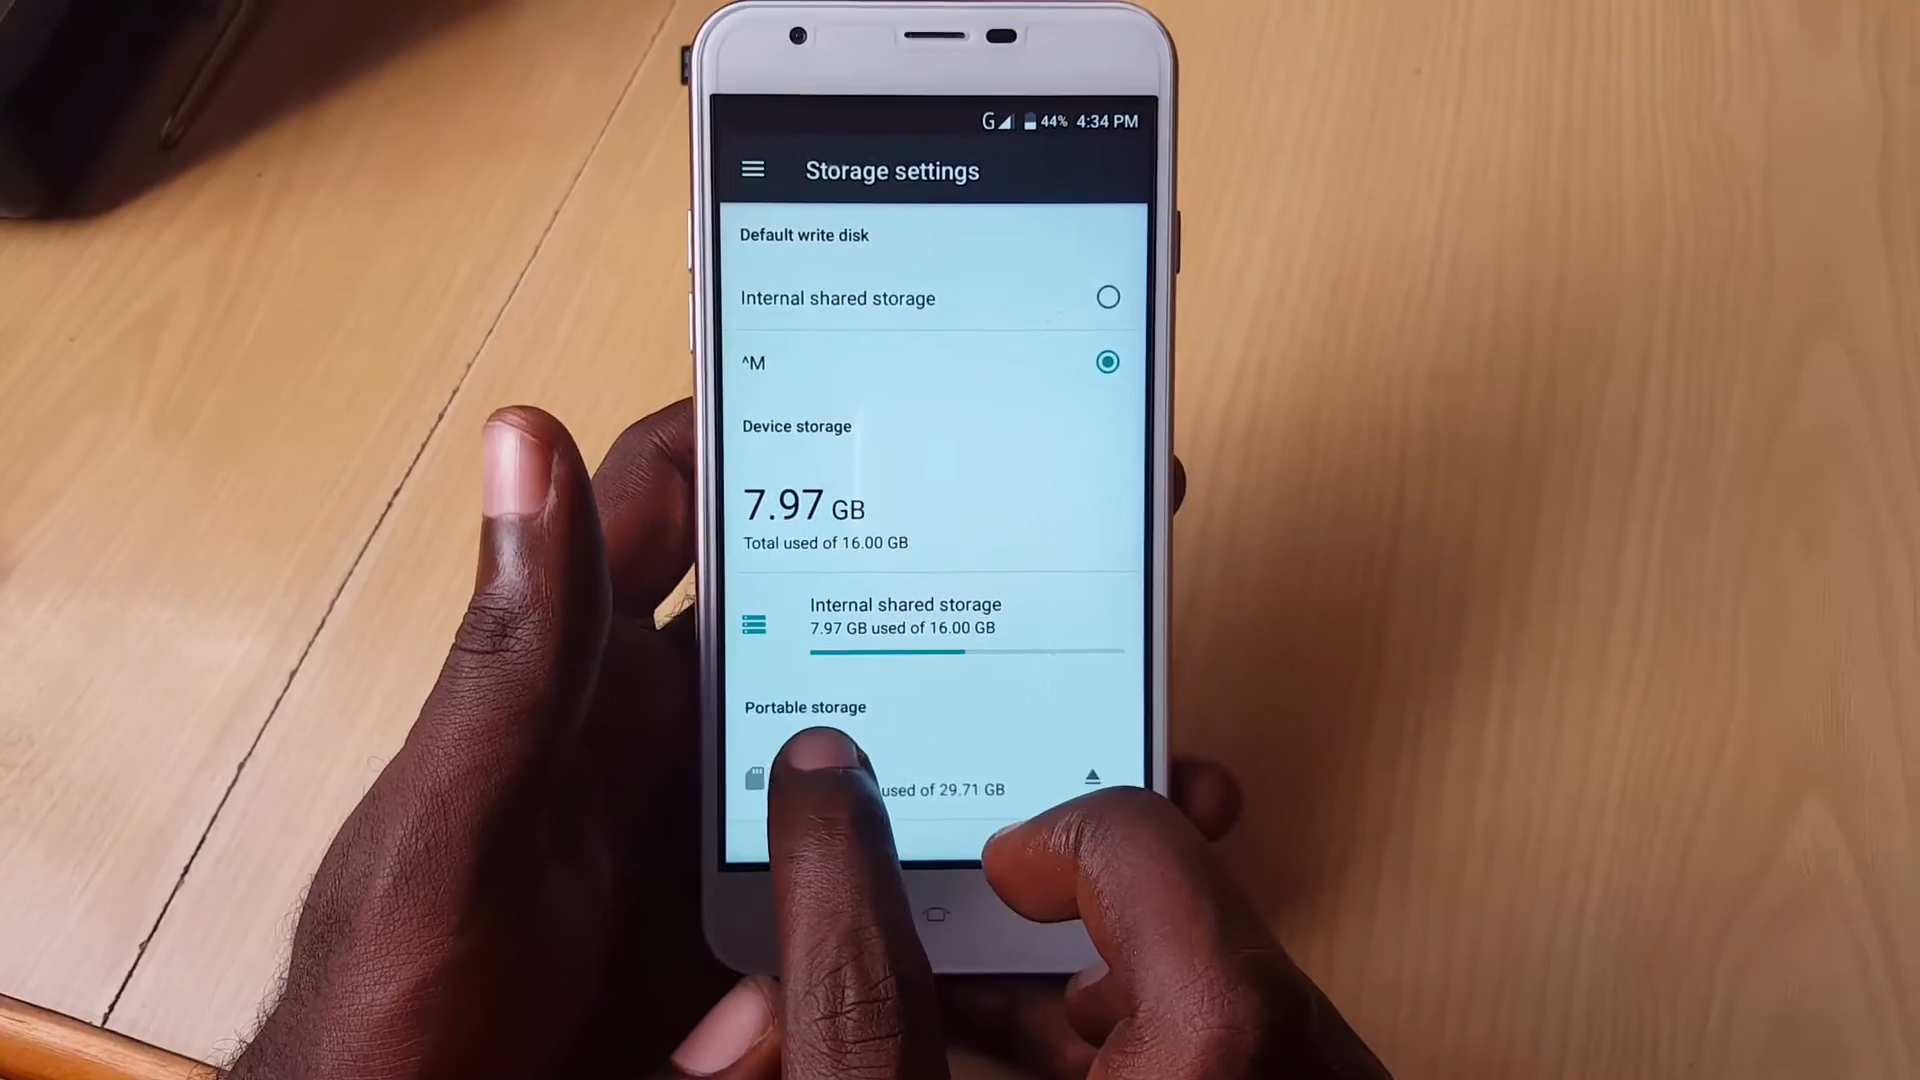 G 44% 4:34 PM
Storage settings
Default write disk
Internal shared storage
^M
Device storage
7.97 GB
Total used of 16.00 GB
Internal shared storage
7.97 GB used of 16.00 GB
Portable storage
used of 29.71 GB